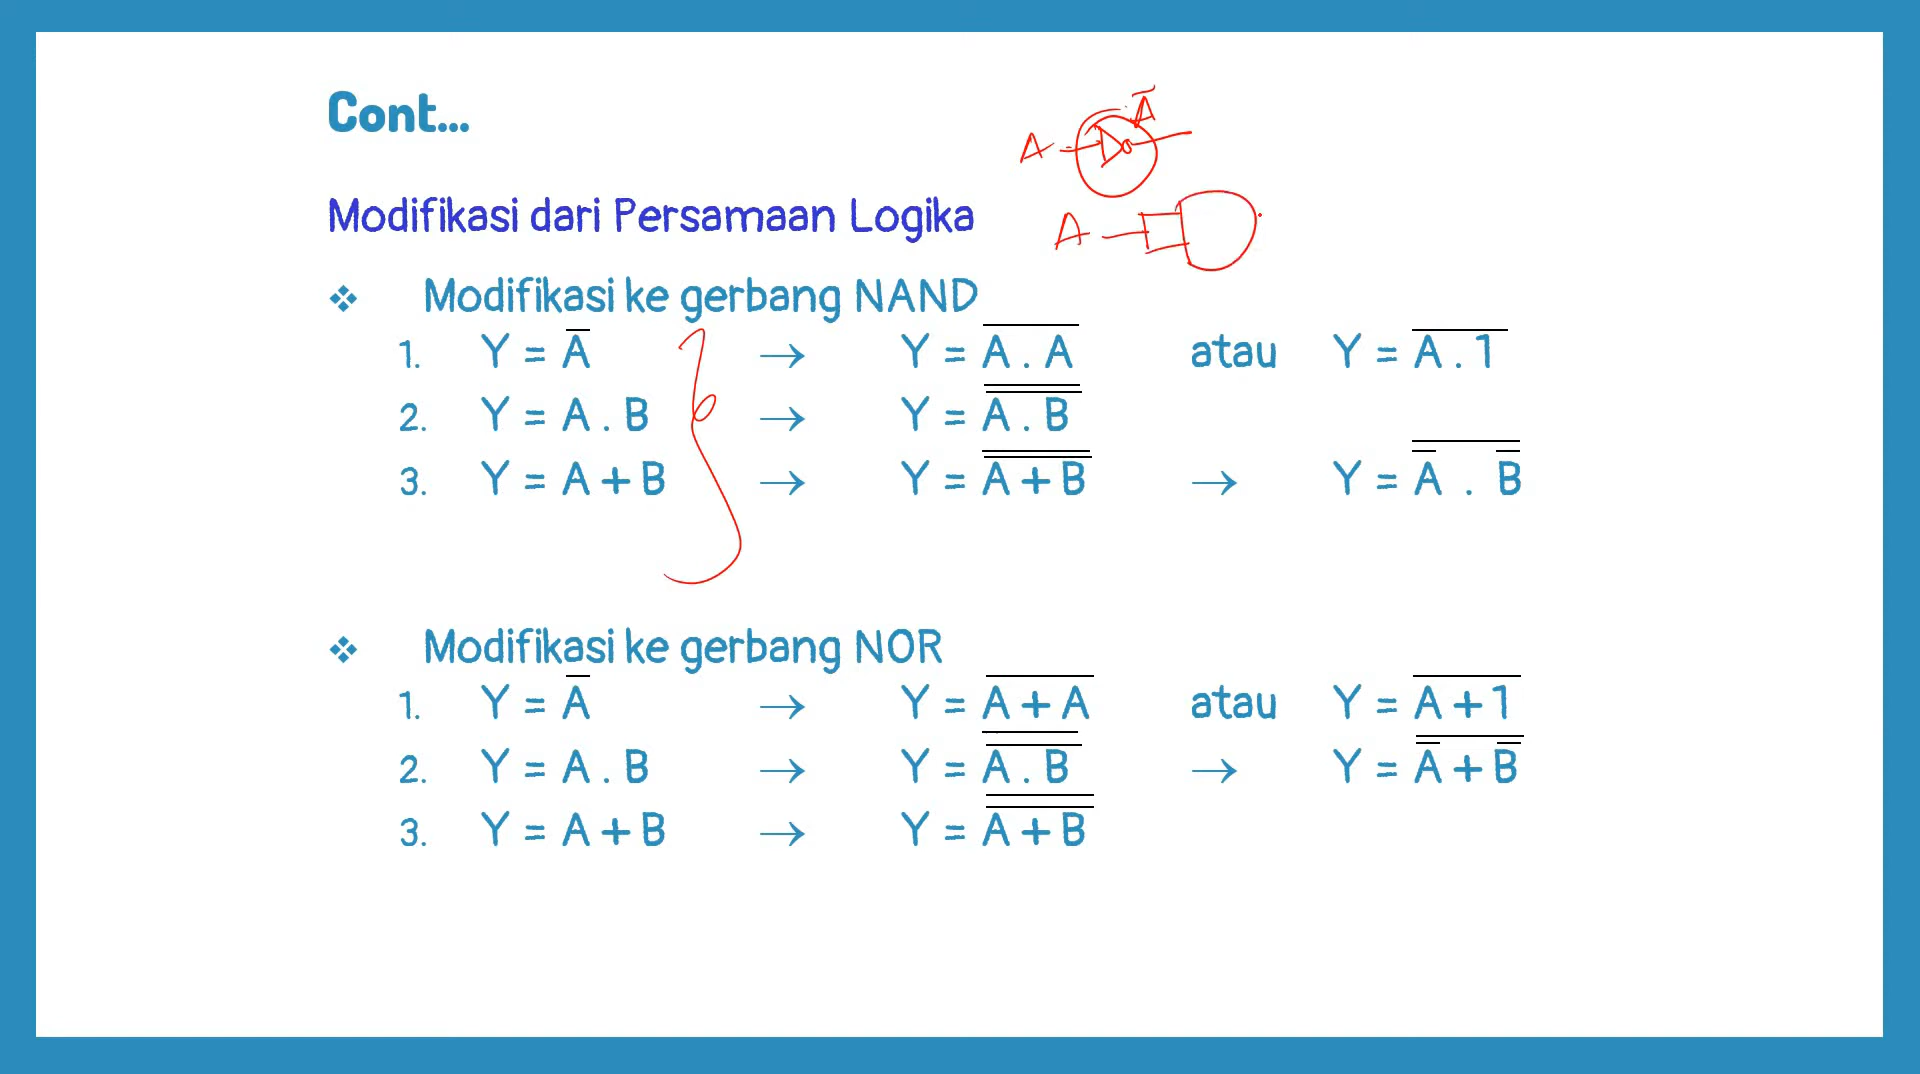 Cont...
A Ā
A
Modifikasi dari Persamaan Logika
❖ Modifikasi ke gerbang NAND
1. Y = A̅ → Y = A̅ ̅.̅ ̅A̅ atau Y = A̅ ̅.̅ ̅1̅
2. Y = A . B → Y = A̿ ̿.̿ ̿B̿
3. Y = A + B → Y = A̿ ̿+̿ ̿B̿ → Y = A̿̅ ̿.̿ ̿B̿̅
❖ Modifikasi ke gerbang NOR
1. Y = A̅ → Y = A̅ ̅+̅ ̅A̅ atau Y = A̅ ̅+̅ ̅1̅
2. Y = A . B → Y = A̿ ̿.̿ ̿B̿ → Y = A̿ ̅+̅ ̅B̿
3. Y = A + B → Y = A̿ ̿+̿ ̿B̿